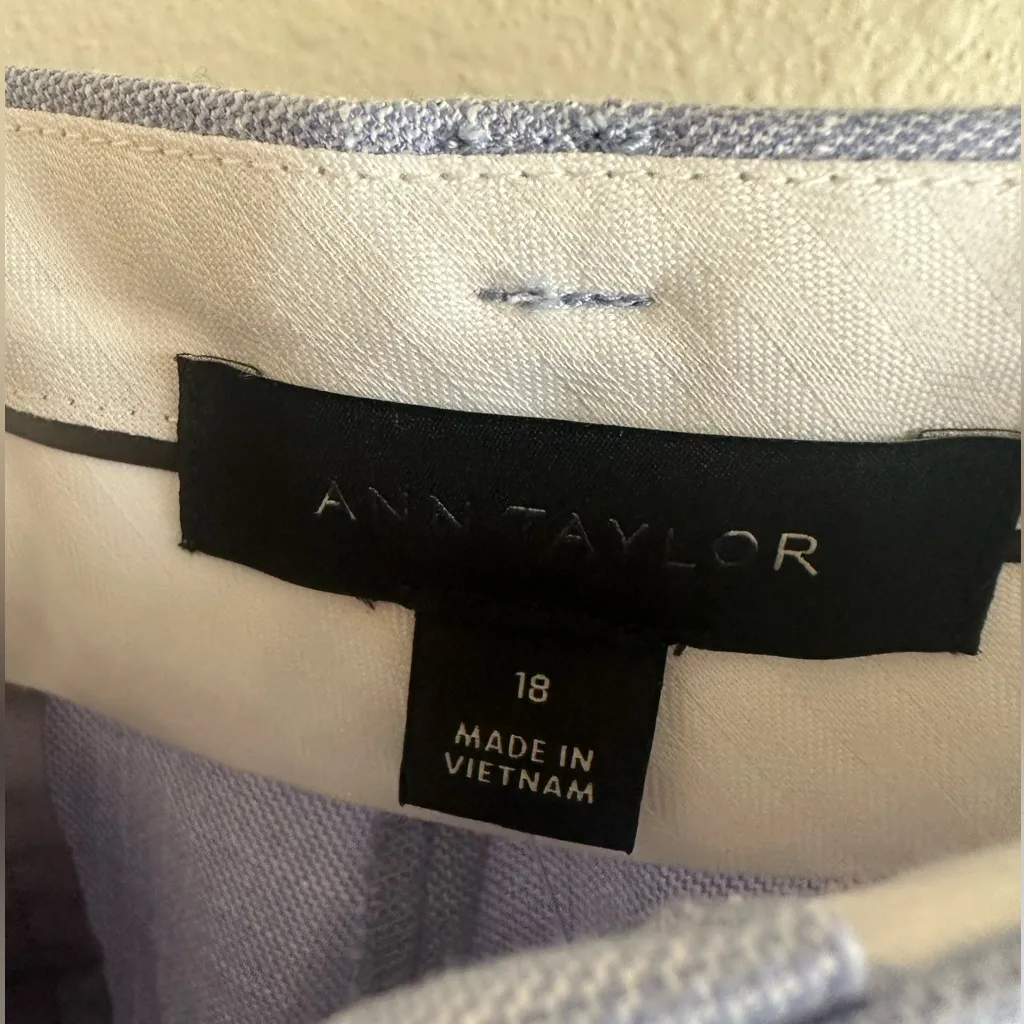 ANN TAYLOR
18
MADE IN
VIETNAM